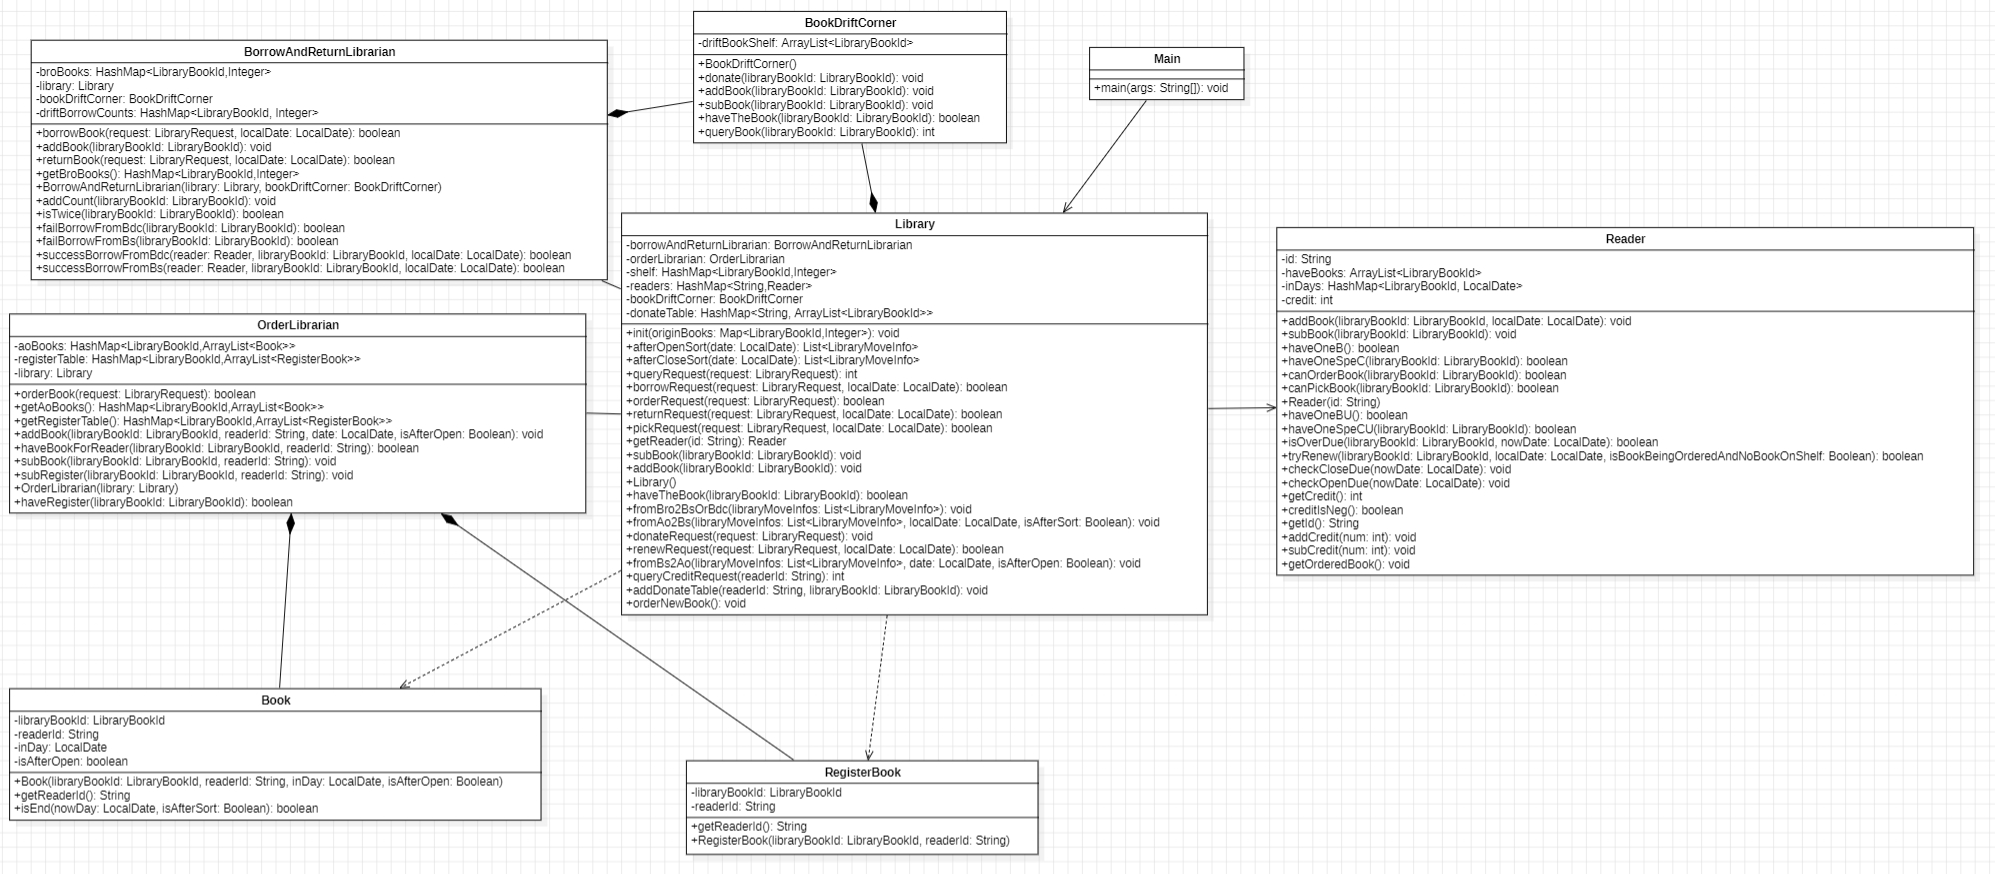 BorrowAndReturnLibrarian
-broBooks: HashMap<LibraryBookId,Integer>
-library: Library
-bookDriftCorner: BookDriftCorner
-driftBorrowCounts: HashMap<LibraryBookId, Integer>
+borrowBook(request: LibraryRequest, localDate: LocalDate): boolean
+addBook(libraryBookId: LibraryBookId): void
+returnBook(request: LibraryRequest, localDate: LocalDate): boolean
+getBroBooks(): HashMap<LibraryBookId,Integer>
+BorrowAndReturnLibrarian(library: Library, bookDriftCorner: BookDriftCorner)
+addCount(libraryBookId: LibraryBookId): void
+isTwice(libraryBookId: LibraryBookId): boolean
+failBorrowFromBdc(libraryBookId: LibraryBookId): boolean
+failBorrowFromBs(libraryBookId: LibraryBookId): boolean
+successBorrowFromBdc(reader: Reader, libraryBookId: LibraryBookId, localDate: LocalDate): boolean
+successBorrowFromBs(reader: Reader, libraryBookId: LibraryBookId, localDate: LocalDate): boolean
BookDriftCorner
-driftBookShelf: ArrayList<LibraryBookId>
+BookDriftCorner()
+donate(libraryBookId: LibraryBookId): void
+addBook(libraryBookId: LibraryBookId): void
+subBook(libraryBookId: LibraryBookId): void
+haveTheBook(libraryBookId: LibraryBookId): boolean
+queryBook(libraryBookId: LibraryBookId): int
Main
+main(args: String[]): void
Library
-borrowAndReturnLibrarian: BorrowAndReturnLibrarian
-orderLibrarian: OrderLibrarian
-shelf: HashMap<LibraryBookId,Integer>
-readers: HashMap<String,Reader>
-bookDriftCorner: BookDriftCorner
-donateTable: HashMap<String, ArrayList<LibraryBookId>>
+init(originBooks: Map<LibraryBookId,Integer>): void
+afterOpenSort(date: LocalDate): List<LibraryMoveInfo>
+afterCloseSort(date: LocalDate): List<LibraryMoveInfo>
+queryRequest(request: LibraryRequest): int
+borrowRequest(request: LibraryRequest, localDate: LocalDate): boolean
+orderRequest(request: LibraryRequest): boolean
+returnRequest(request: LibraryRequest, localDate: LocalDate): boolean
+pickRequest(request: LibraryRequest, localDate: LocalDate): boolean
+getReader(id: String): Reader
+subBook(libraryBookId: LibraryBookId): void
+addBook(libraryBookId: LibraryBookId): void
+Library()
+haveTheBook(libraryBookId: LibraryBookId): boolean
+fromBro2BsOrBdc(libraryMoveInfos: List<LibraryMoveInfo>): void
+fromAo2Bs(libraryMoveInfos: List<LibraryMoveInfo>, localDate: LocalDate, isAfterSort: Boolean): void
+donateRequest(request: LibraryRequest): void
+renewRequest(request: LibraryRequest, localDate: LocalDate): boolean
+fromBs2Ao(libraryMoveInfos: List<LibraryMoveInfo>, date: LocalDate, isAfterOpen: Boolean): void
+queryCreditRequest(readerId: String): int
+addDonateTable(readerId: String, libraryBookId: LibraryBookId): void
+orderNewBook(): void
Reader
-id: String
-haveBooks: ArrayList<LibraryBookId>
-inDays: HashMap<LibraryBookId, LocalDate>
-credit: int
+addBook(libraryBookId: LibraryBookId, localDate: LocalDate): void
+subBook(libraryBookId: LibraryBookId): void
+haveOneB(): boolean
+haveOneSpeC(libraryBookId: LibraryBookId): boolean
+canOrderBook(libraryBookId: LibraryBookId): boolean
+canPickBook(libraryBookId: LibraryBookId): boolean
+Reader(id: String)
+haveOneBU(): boolean
+haveOneSpeCU(libraryBookId: LibraryBookId): boolean
+isOverDue(libraryBookId: LibraryBookId, nowDate: LocalDate): boolean
+tryRenew(libraryBookId: LibraryBookId, localDate: LocalDate, isBookBeingOrderedAndNoBookOnShelf: Boolean): boolean
+checkCloseDue(nowDate: LocalDate): void
+checkOpenDue(nowDate: LocalDate): void
+getCredit(): int
+creditIsNeg(): boolean
+getId(): String
+addCredit(num: int): void
+subCredit(num: int): void
+getOrderedBook(): void
OrderLibrarian
-aoBooks: HashMap<LibraryBookId,ArrayList<Book>>
-registerTable: HashMap<LibraryBookId,ArrayList<RegisterBook>>
-library: Library
+orderBook(request: LibraryRequest): boolean
+getAoBooks(): HashMap<LibraryBookId,ArrayList<Book>>
+getRegisterTable(): HashMap<LibraryBookId,ArrayList<RegisterBook>>
+addBook(libraryBookId: LibraryBookId, readerId: String, date: LocalDate, isAfterOpen: Boolean): void
+haveBookForReader(libraryBookId: LibraryBookId, readerId: String): boolean
+subBook(libraryBookId: LibraryBookId, readerId: String): void
+subRegister(libraryBookId: LibraryBookId, readerId: String): void
+OrderLibrarian(library: Library)
+haveRegister(libraryBookId: LibraryBookId): boolean
Book
-libraryBookId: LibraryBookId
-readerId: String
-inDay: LocalDate
-isAfterOpen: boolean
+Book(libraryBookId: LibraryBookId, readerId: String, inDay: LocalDate, isAfterOpen: Boolean)
+getReaderId(): String
+isEnd(nowDay: LocalDate, isAfterSort: Boolean): boolean
RegisterBook
-libraryBookId: LibraryBookId
-readerId: String
+getReaderId(): String
+RegisterBook(libraryBookId: LibraryBookId, readerId: String)